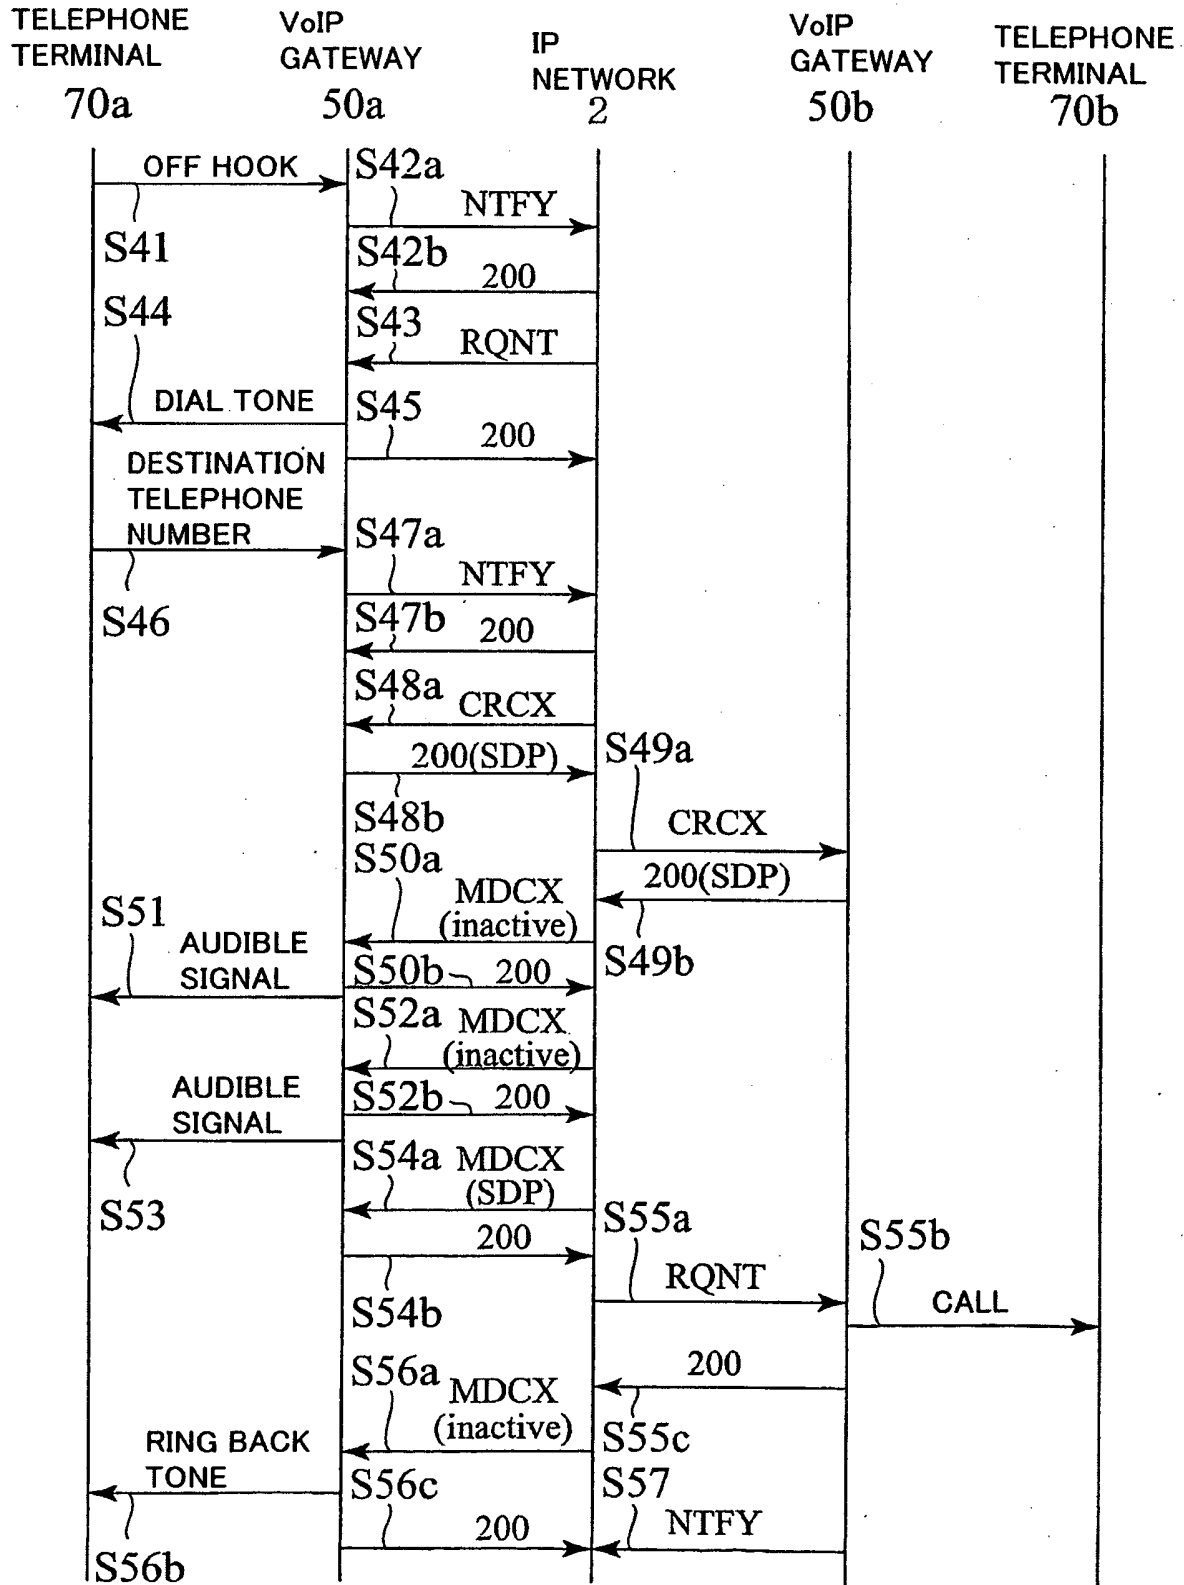 TELEPHONE
TERMINAL
70a
VoIP
GATEWAY
50a
IP
NETWORK
2
VoIP
GATEWAY
50b
TELEPHONE
TERMINAL
70b
OFF HOOK
S41
S42a
NTFY
S42b
200
S44
S43
RQNT
DIAL TONE
S45
200
DESTINATION
TELEPHONE
NUMBER
S46
S47a
NTFY
S47b
200
S48a
CRCX
200(SDP)
S48b
S49a
CRCX
200(SDP)
S49b
S50a
MDCX
(inactive)
S51
AUDIBLE
SIGNAL
S50b
200
S52a
MDCX
(inactive)
AUDIBLE
SIGNAL
S52b
200
S53
S54a
MDCX
(SDP)
200
S54b
S55a
RQNT
S55b
CALL
200
S55c
S56a
MDCX
(inactive)
RING BACK
TONE
S56b
S56c
200
S57
NTFY